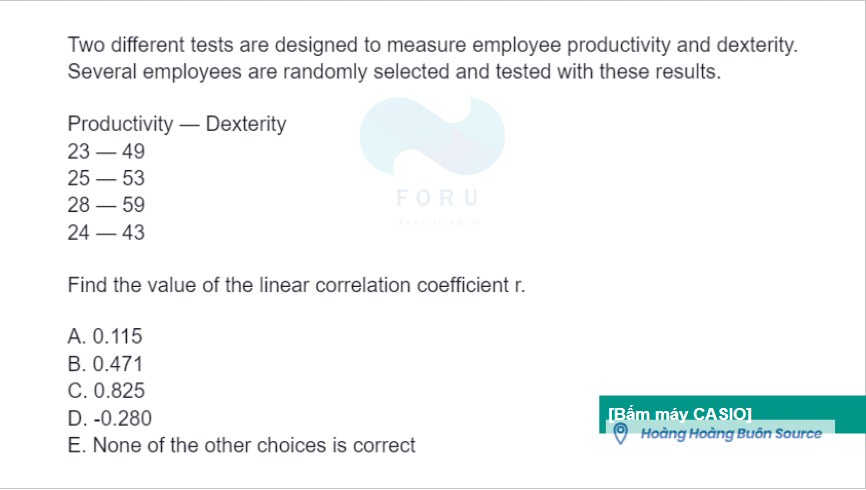 Two different tests are designed to measure employee productivity and dexterity.
Several employees are randomly selected and tested with these results.
Productivity — Dexterity
23 — 49
25 — 53
28 — 59
24 — 43
FORU
Find the value of the linear correlation coefficient r.
A. 0.115
B. 0.471
C. 0.825
D. -0.280
E. None of the other choices is correct
[Bấm máy CASIO]
Hoàng Hoàng Buôn Source